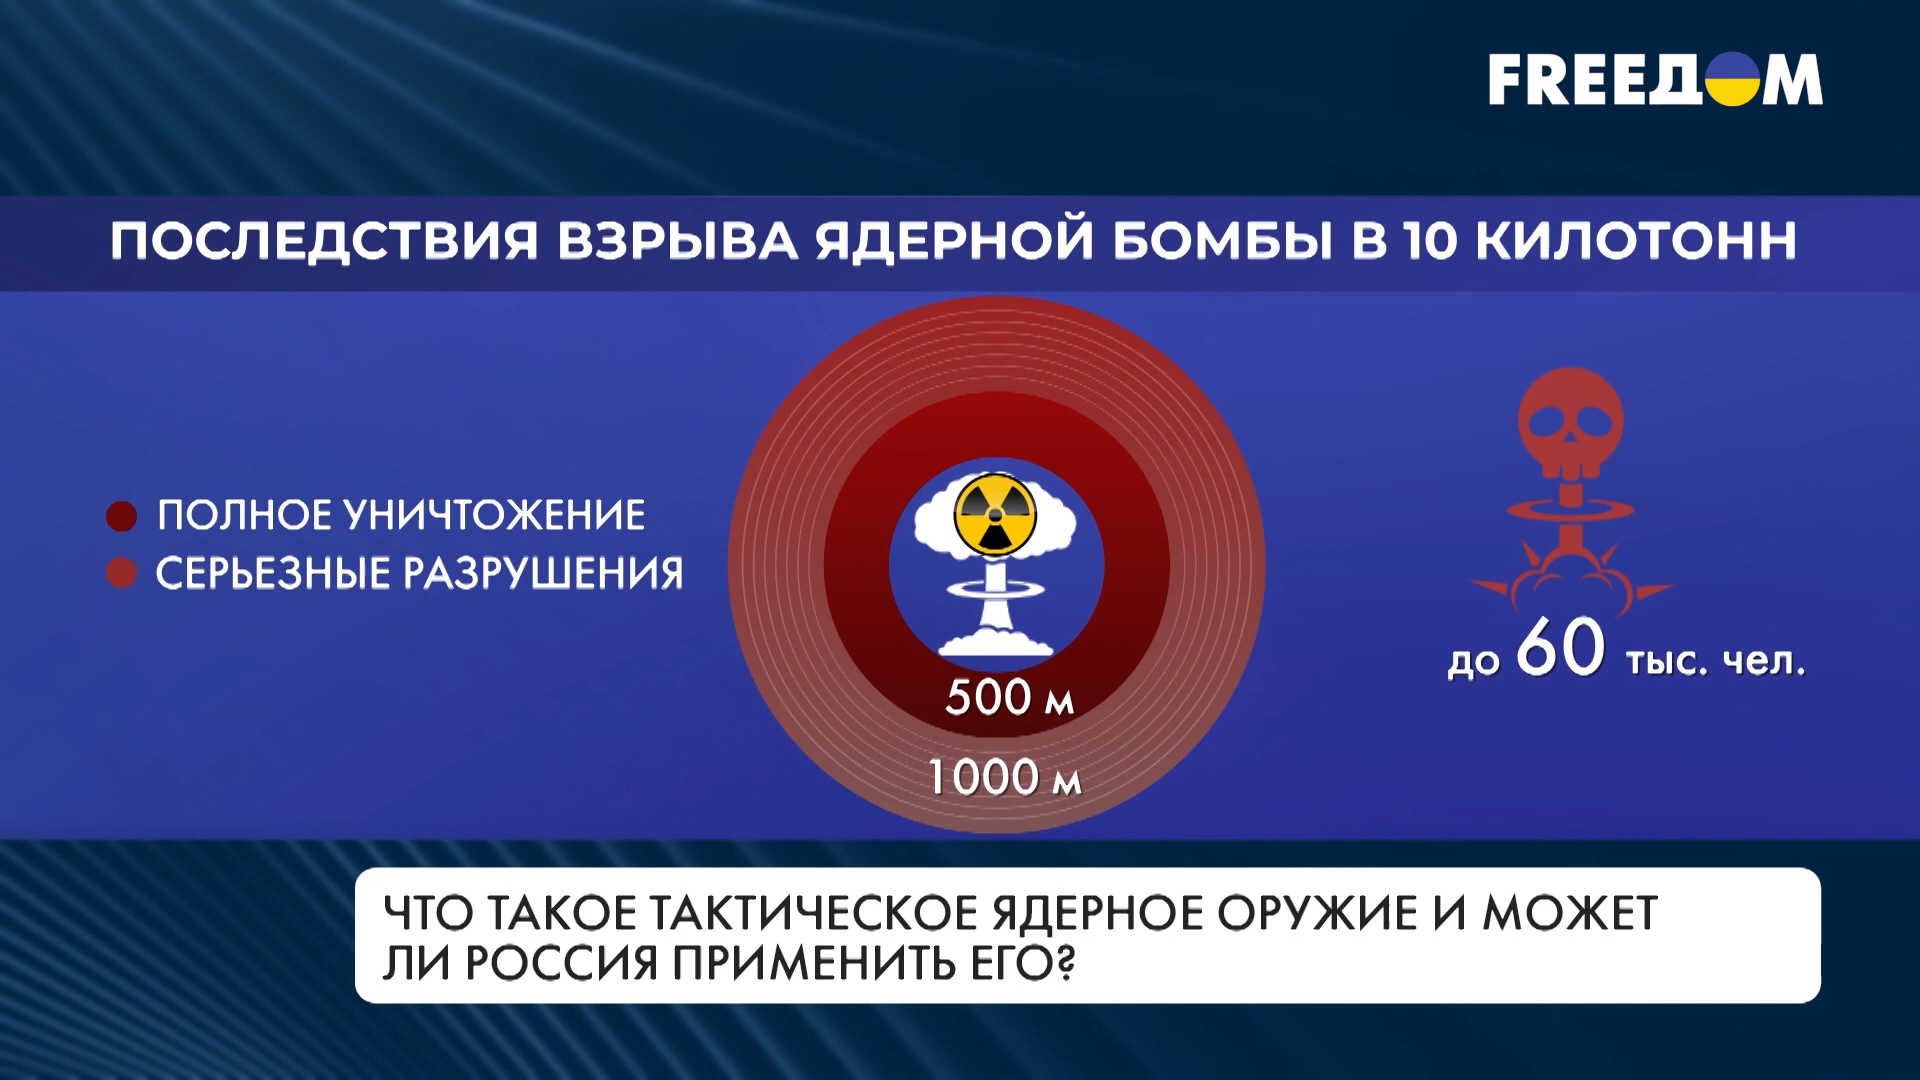 FREEДOM
ПОСЛЕДСТВИЯ ВЗРЫВА ЯДЕРНОЙ БОМБЫ В 10 КИЛОТОНН
ПОЛНОЕ УНИЧТОЖЕНИЕ
СЕРЬЕЗНЫЕ РАЗРУШЕНИЯ
500 м
1000 м
до 60 тыс. чел.
ЧТО ТАКОЕ ТАКТИЧЕСКОЕ ЯДЕРНОЕ ОРУЖИЕ И МОЖЕТ
ЛИ РОССИЯ ПРИМЕНИТЬ ЕГО?